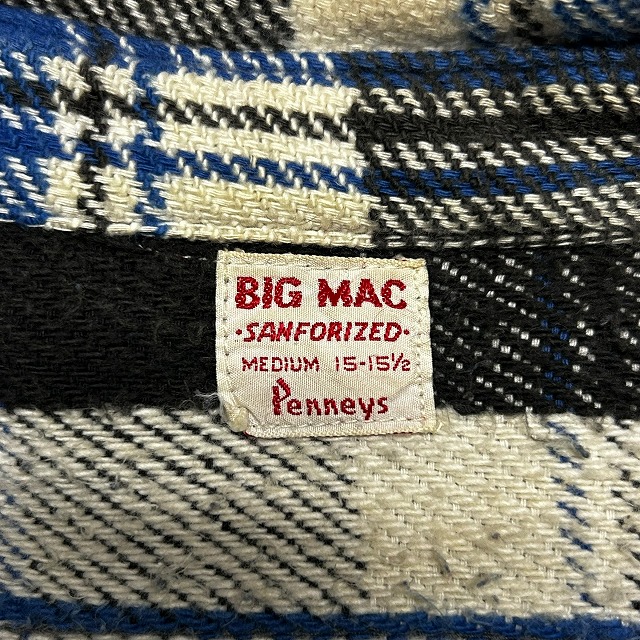 BIG MAC
·SANFORIZED·
MEDIUM 15-15½
Penneys